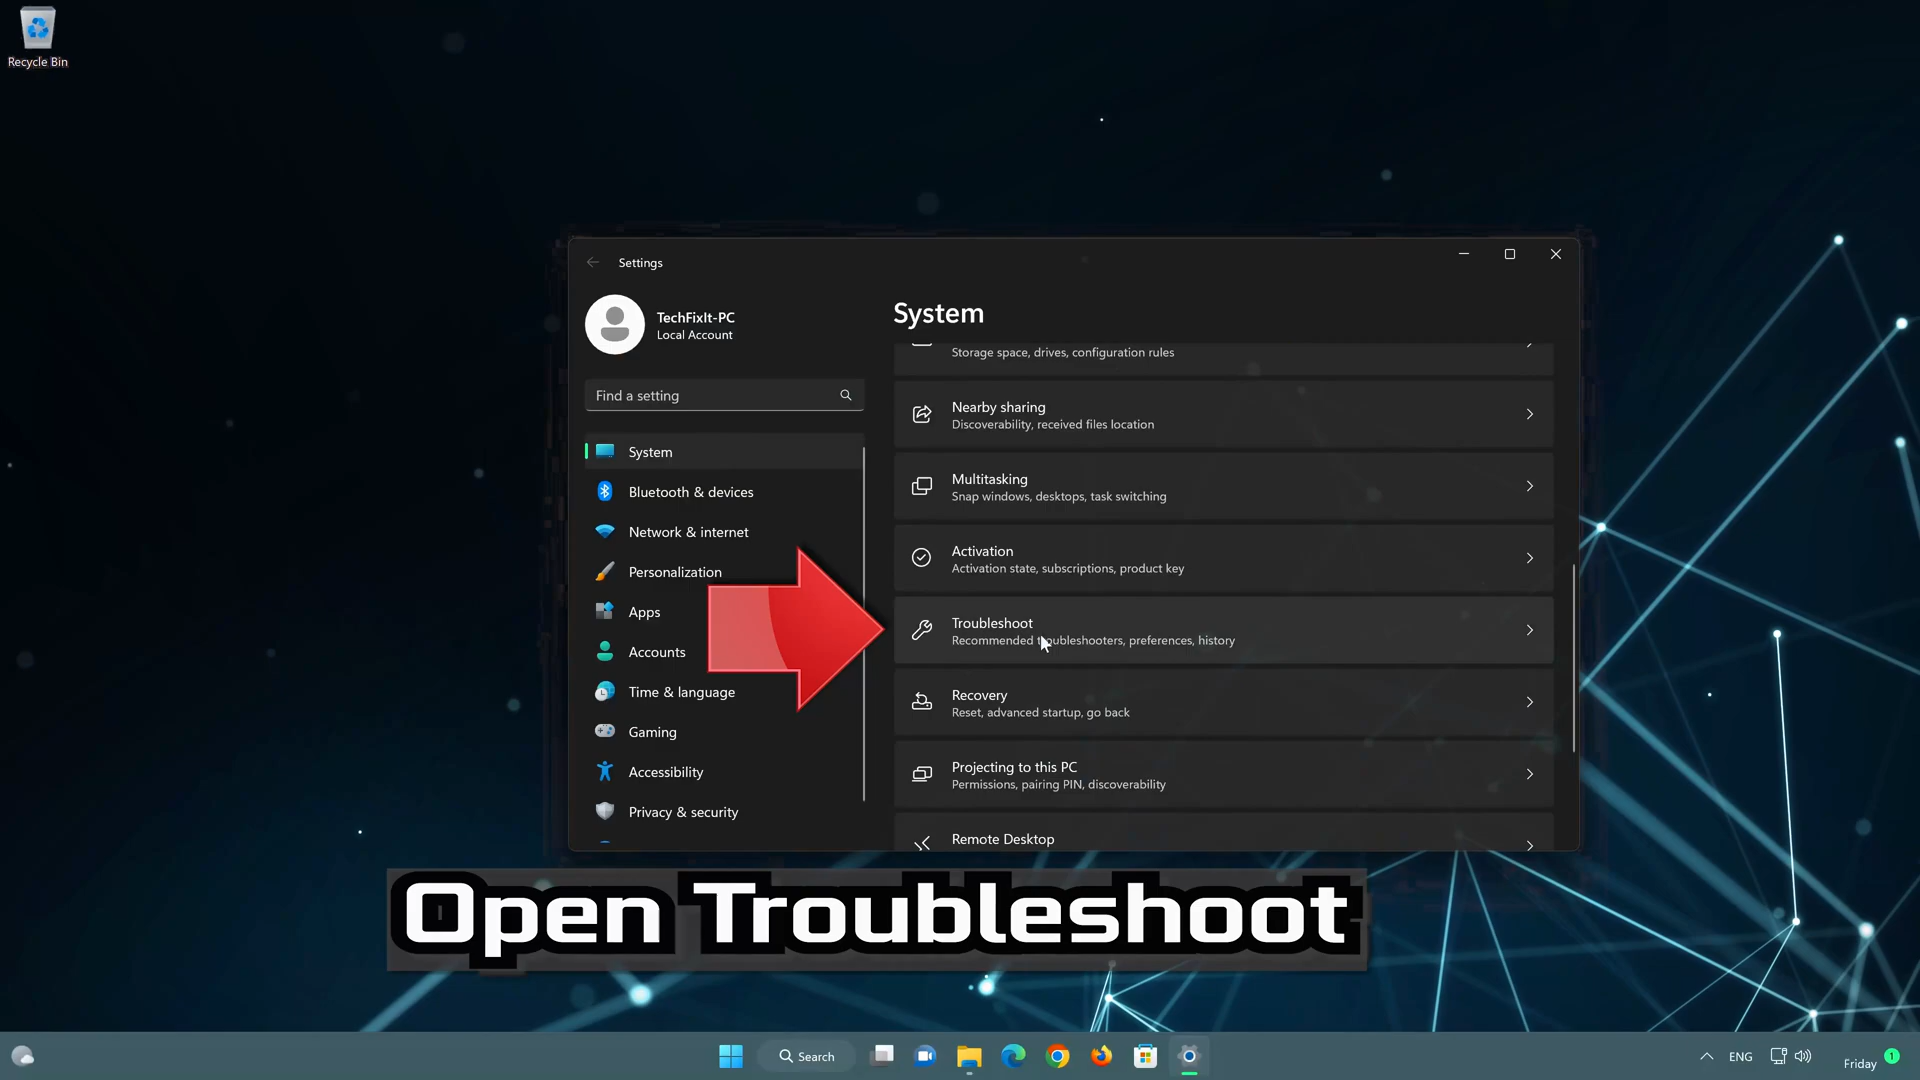 Recycle Bin
Settings
TechFixIt-PC
Local Account
Find a setting
System
Bluetooth & devices
Network & internet
Personalization
Apps
Accounts
Time & language
Gaming
Accessibility
Privacy & security
System
Storage space, drives, configuration rules
Nearby sharing
Discoverability, received files location
Multitasking
Snap windows, desktops, task switching
Activation
Activation state, subscriptions, product key
Troubleshoot
Recommended troubleshooters, preferences, history
Recovery
Reset, advanced startup, go back
Projecting to this PC
Permissions, pairing PIN, discoverability
Remote Desktop
Open Troubleshoot
Search
ENG
Friday
1